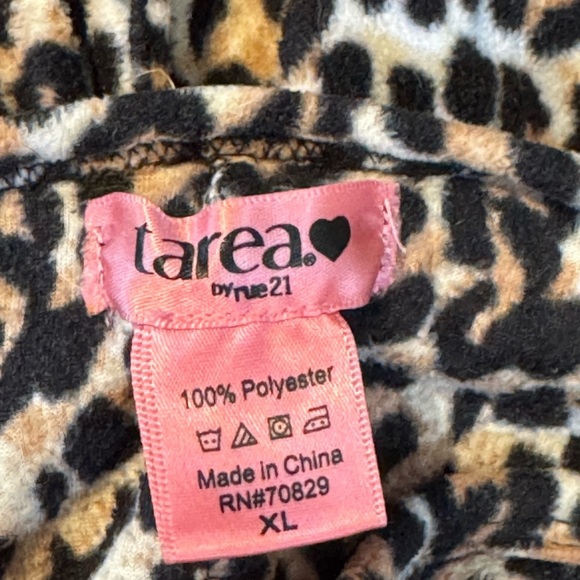 tarea.®
by rue21
100% Polyester
Made in China
RN#70829
XL